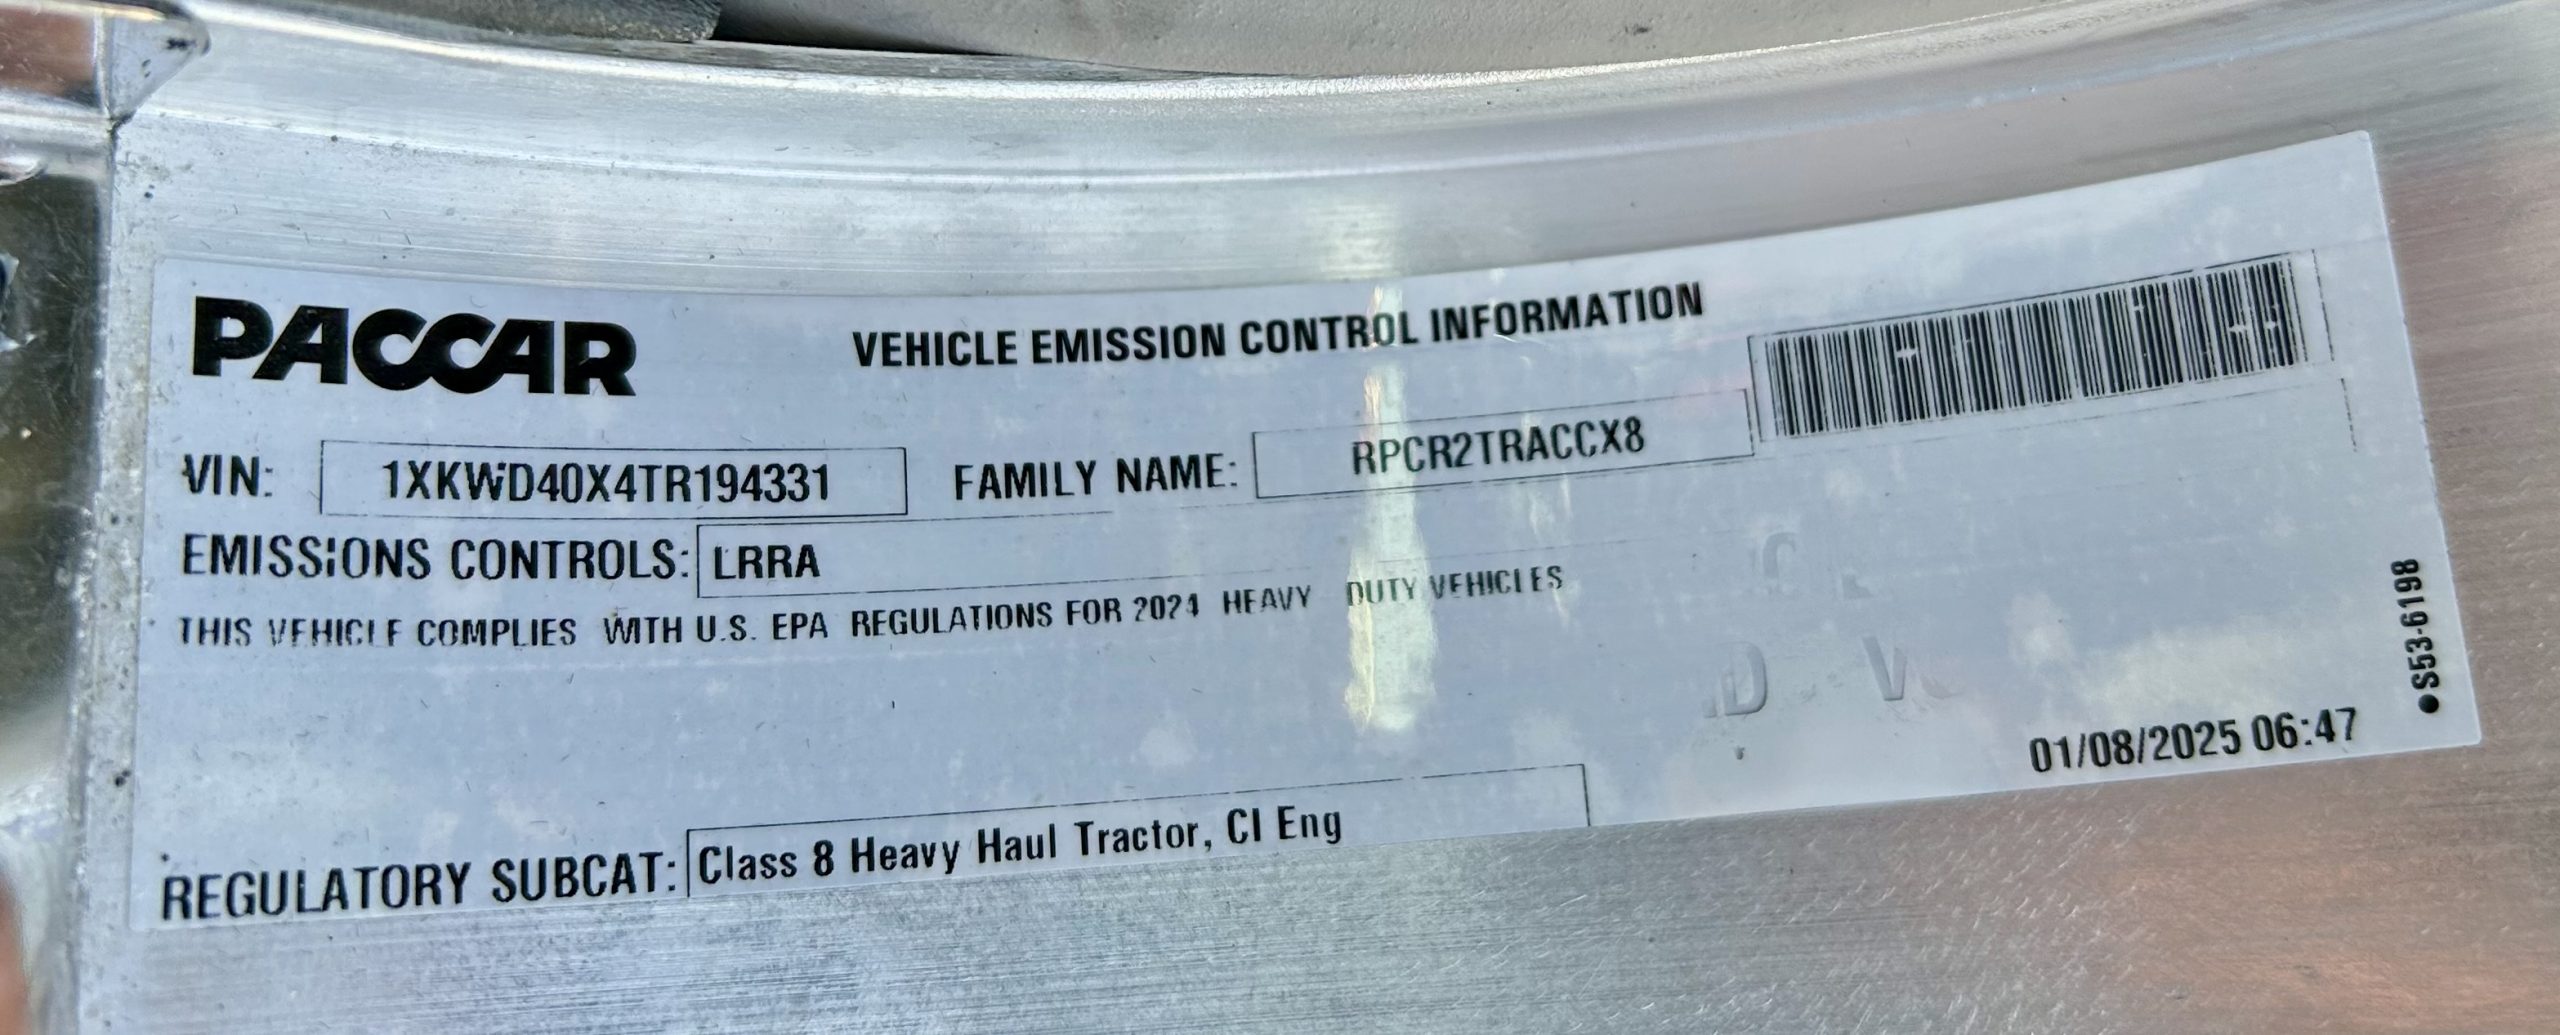 PACCAR
VEHICLE EMISSION CONTROL INFORMATION
VIN: 1XKWD40X4TR194331 FAMILY NAME: RPCR2TRACCX8
EMISSIONS CONTROLS: LRRA
THIS VEHICLE COMPLIES WITH U.S. EPA REGULATIONS FOR 2024 HEAVY DUTY VEHICLES
REGULATORY SUBCAT: Class 8 Heavy Haul Tractor, CI Eng
01/08/2025 06:47
●S53-6198